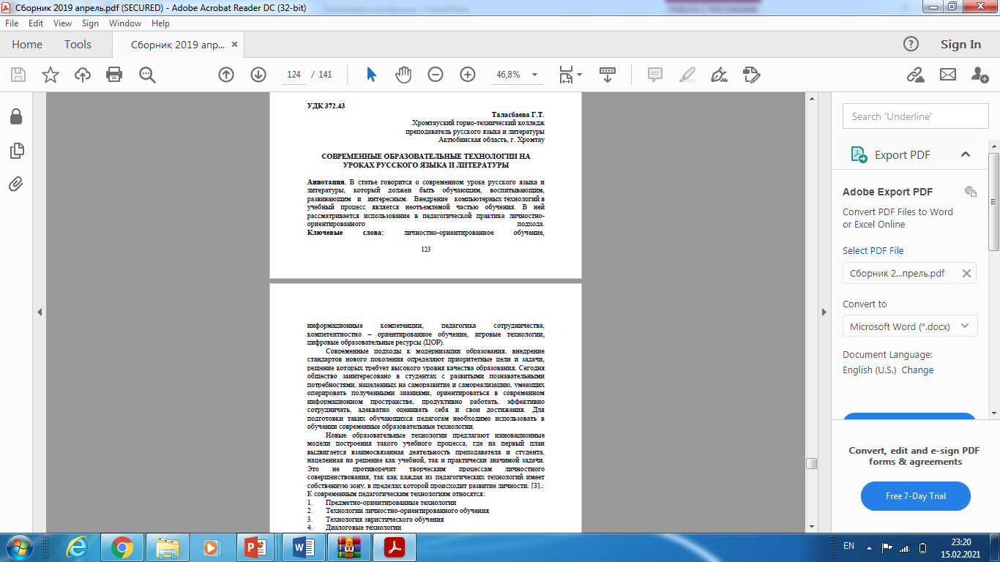 Сборник 2019 апрель.pdf (SECURED) - Adobe Acrobat Reader DC (32-bit)
File Edit View Sign Window Help
Home Tools Сборник 2019 апр... × Sign In
124 / 141 46,8%
УДК 372.43
Таласбаева Г.Т.
Хромтауский горно-технический колледж
преподаватель русского языка и литературы
Актюбинская область, г. Хромтау
СОВРЕМЕННЫЕ ОБРАЗОВАТЕЛЬНЫЕ ТЕХНОЛОГИИ НА
УРОКАХ РУССКОГО ЯЗЫКА И ЛИТЕРАТУРЫ
Аннотация. В статье говорится о современном уроке русского языка и
литературы, который должен быть обучающим, воспитывающим,
развивающим и интересным. Внедрение компьютерных технологий в
учебный процесс является неотъемлемой частью обучения. В ней
рассматривается использование в педагогической практике личностно-
ориентированного подхода.
Ключевые слова: личностно-ориентированное обучение,
123
информационные компетенции, педагогика сотрудничества,
компетентностно – ориентированное обучение, игровые технологии,
цифровые образовательные ресурсы (ЦОР).
Современные подходы к модернизации образования, внедрение
стандартов нового поколения определяют приоритетные цели и задачи,
решение которых требует высокого уровня качества образования. Сегодня
общество заинтересовано в студентах с развитыми познавательными
потребностями, нацеленных на саморазвитие и самореализацию, умеющих
оперировать полученными знаниями, ориентироваться в современном
информационном пространстве, продуктивно работать, эффективно
сотрудничать, адекватно оценивать себя и свои достижения. Для
подготовки таких обучающихся педагогам необходимо использовать в
обучении современные образовательные технологии.
Новые образовательные технологии предлагают инновационные
модели построения такого учебного процесса, где на первый план
выдвигается взаимосвязанная деятельность преподавателя и студента,
нацеленная на решение как учебной, так и практически значимой задачи.
Это не противоречит творческим процессам личностного
совершенствования, так как каждая из педагогических технологий имеет
собственную зону, в пределах которой происходит развитие личности. [3].:
К современным педагогическим технологиям относятся:
1. Предметно-ориентированные технологии
2. Технологии личностно-ориентированного обучения
3. Технология эвристического обучения
4. Диалоговые технологии
Search 'Underline'
Export PDF
Adobe Export PDF
Convert PDF Files to Word
or Excel Online
Select PDF File
Сборник 2...прель.pdf
Convert to
Microsoft Word (*.docx)
Document Language:
English (U.S.) Change
Convert, edit and e-sign PDF
forms & agreements
Free 7-Day Trial
EN
23:20
15.02.2021